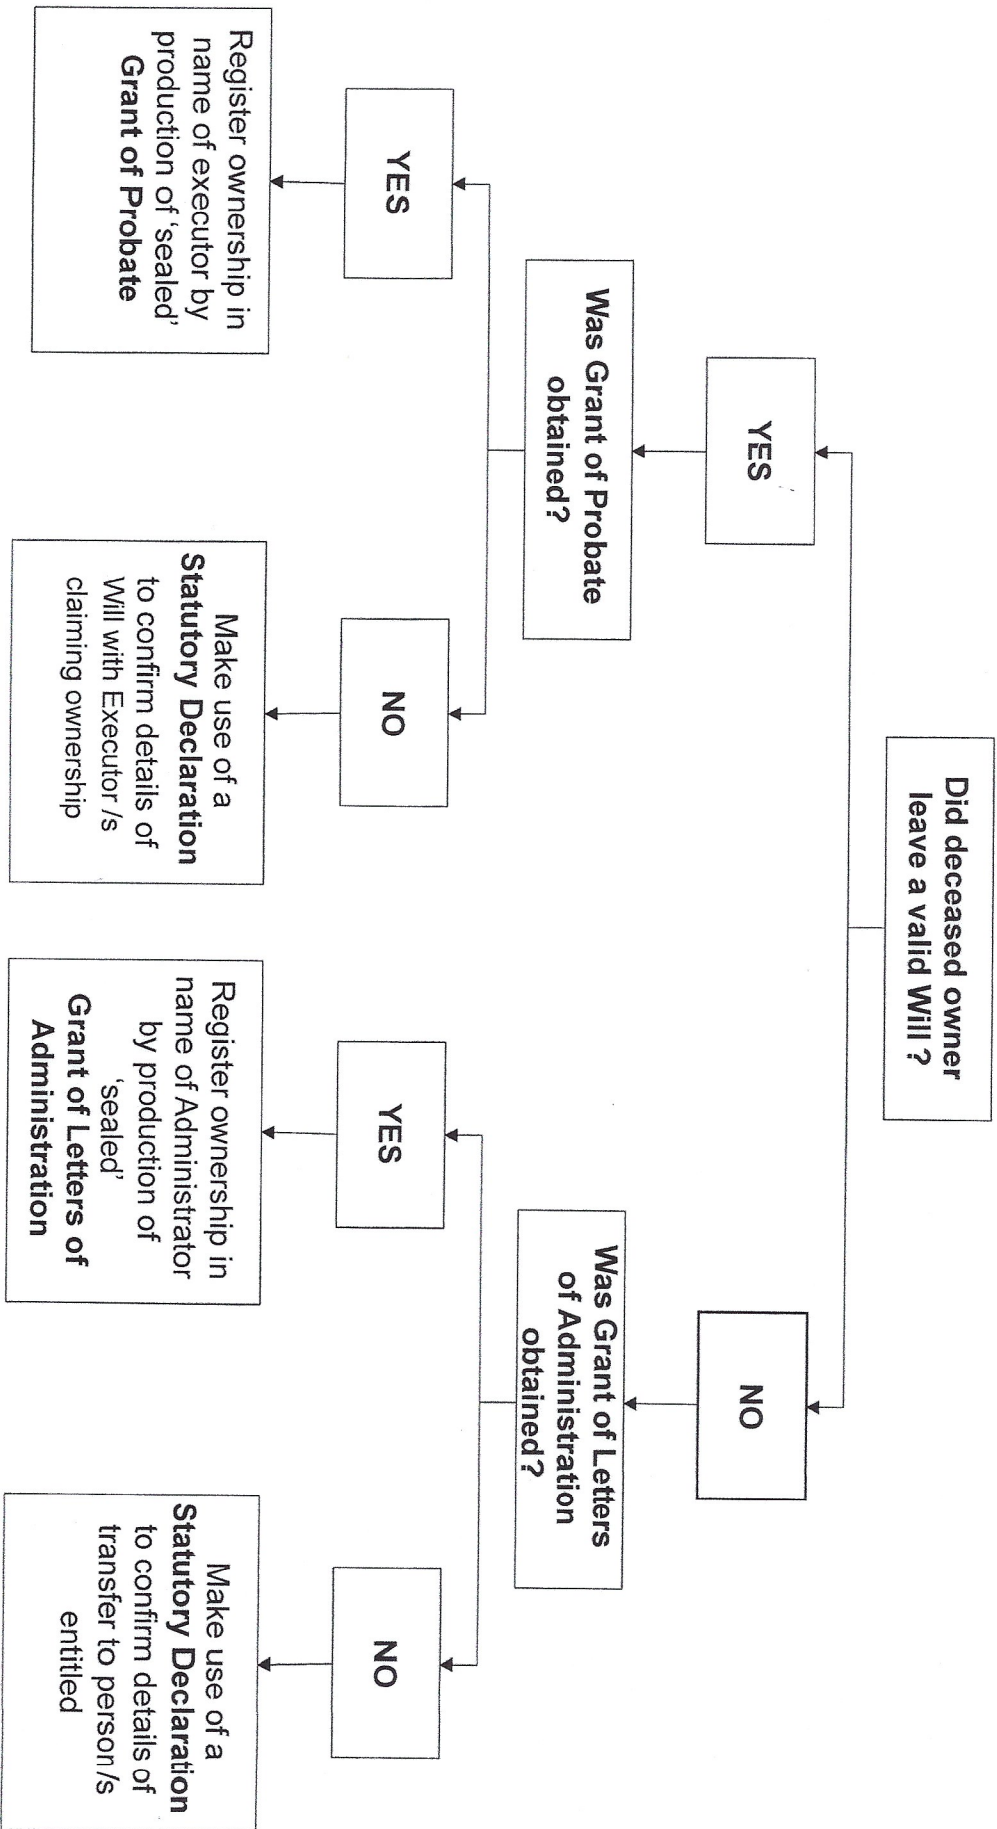 Did deceased owner
leave a valid Will ?
YES
NO
Was Grant of Probate
obtained?
Was Grant of Letters
of Administration
obtained?
YES
NO
YES
NO
Register ownership in
name of executor by
production of ‘sealed’
Grant of Probate
Make use of a
Statutory Declaration
to confirm details of
Will with Executor /s
claiming ownership
Register ownership in
name of Administrator
by production of
‘sealed’
Grant of Letters of
Administration
Make use of a
Statutory Declaration
to confirm details of
transfer to person/s
entitled